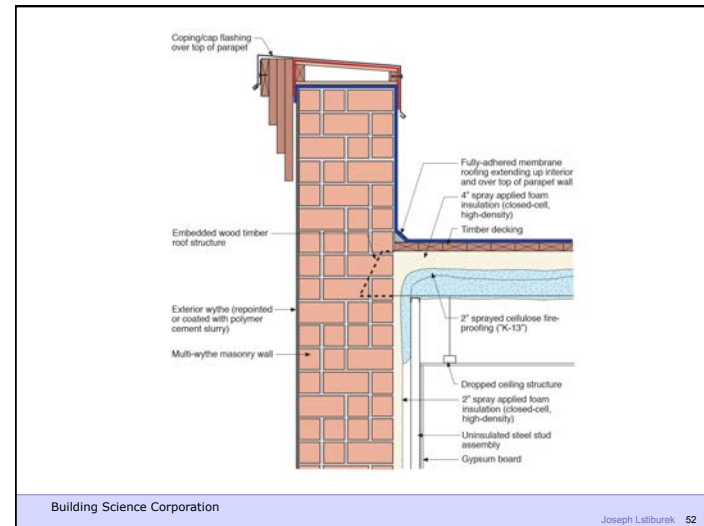 Coping/cap flashing
over top of parapet
Fully-adhered membrane
roofing extending up interior
and over top of parapet wall
4" spray applied foam
insulation (closed-cell,
high-density)
Timber decking
Embedded wood timber
roof structure
Exterior wythe (repointed
or coated with polymer
cement slurry)
2" sprayed cellulose fire-
proofing ("K-13")
Multi-wythe masonry wall
Dropped ceiling structure
2" spray applied foam
insulation (closed-cell,
high-density)
Uninsulated steel stud
assembly
Gypsum board
Building Science Corporation
Joseph Lstiburek 52